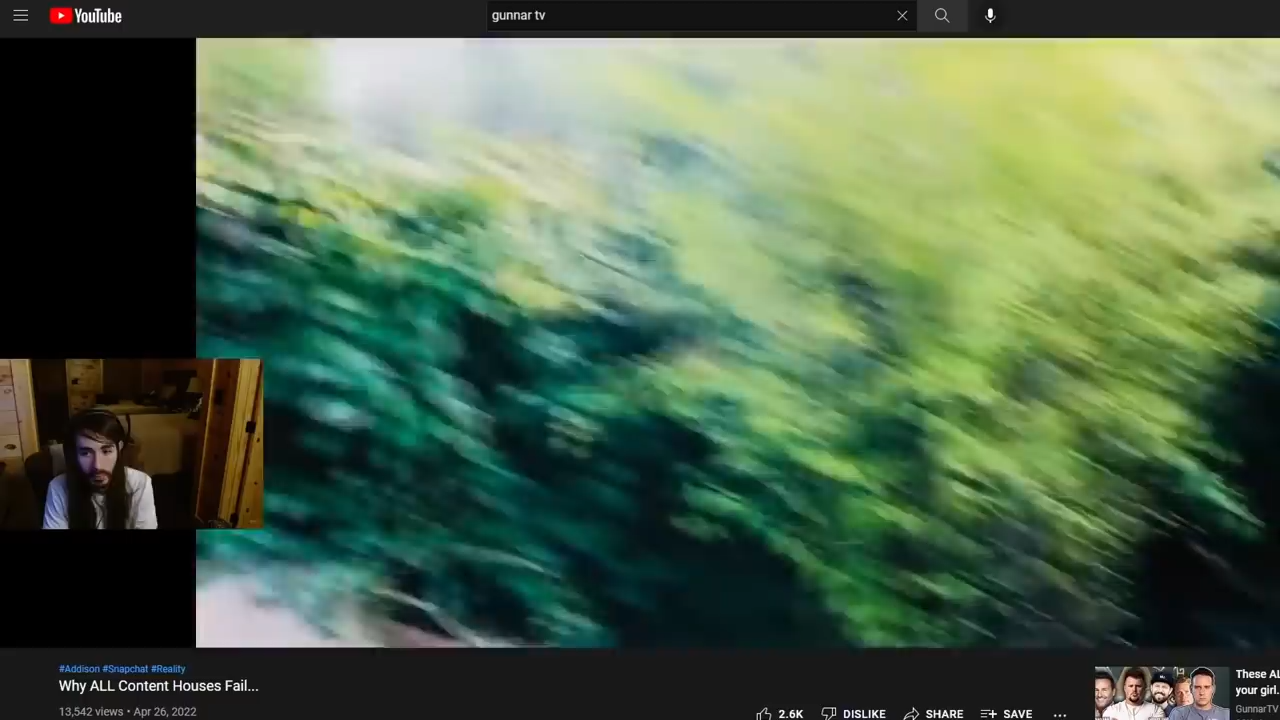 YouTube
gunnar tv
#Addison #Snapchat #Reality
Why ALL Content Houses Fail...
13,542 views • Apr 26, 2022
2.6K
DISLIKE
SHARE
SAVE
These AL
your girl.
GunnarTV